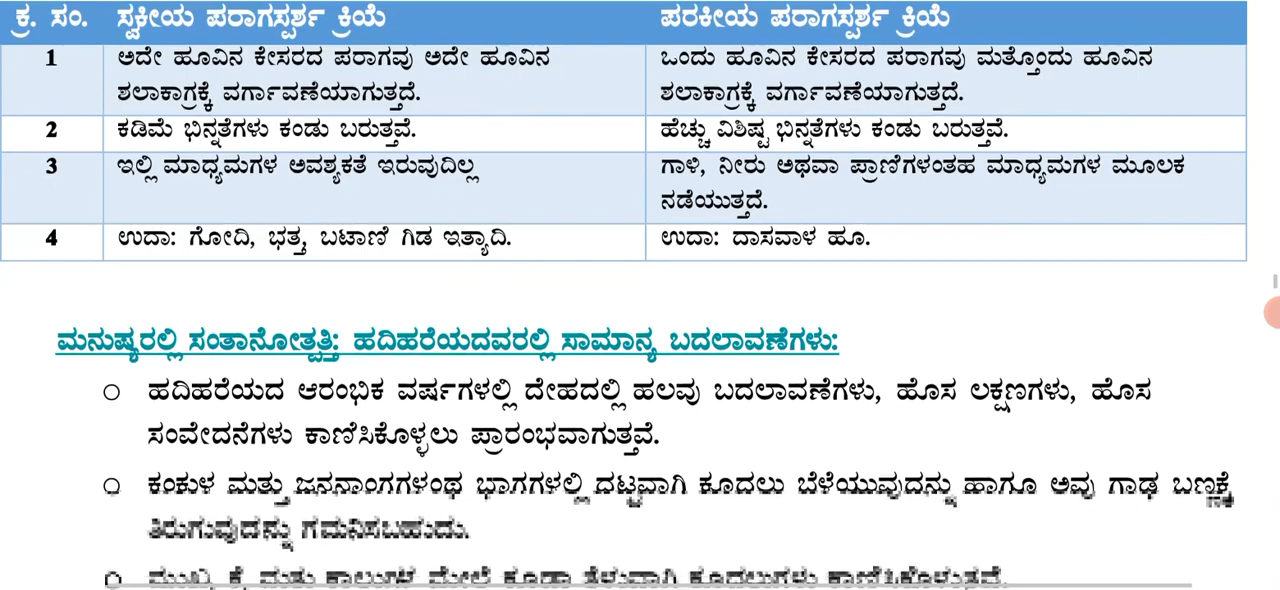 ಕ್ರ. ಸಂ. ಸ್ವಕೀಯ ಪರಾಗಸ್ಪರ್ಶ ಕ್ರಿಯೆ ಪರಕೀಯ ಪರಾಗಸ್ಪರ್ಶ ಕ್ರಿಯೆ
1 ಅದೇ ಹೂವಿನ ಕೇಸರದ ಪರಾಗವು ಅದೇ ಹೂವಿನ
ಶಲಾಕಾಗ್ರಕ್ಕೆ ವರ್ಗಾವಣೆಯಾಗುತ್ತದೆ.
ಒಂದು ಹೂವಿನ ಕೇಸರದ ಪರಾಗವು ಮತ್ತೊಂದು ಹೂವಿನ
ಶಲಾಕಾಗ್ರಕ್ಕೆ ವರ್ಗಾವಣೆಯಾಗುತ್ತದೆ.
2 ಕಡಿಮೆ ಭಿನ್ನತೆಗಳು ಕಂಡು ಬರುತ್ತವೆ. ಹೆಚ್ಚು ವಿಶಿಷ್ಟ ಭಿನ್ನತೆಗಳು ಕಂಡು ಬರುತ್ತವೆ.
3 ಇಲ್ಲಿ ಮಾಧ್ಯಮಗಳ ಅವಶ್ಯಕತೆ ಇರುವುದಿಲ್ಲ
ಗಾಳಿ, ನೀರು ಅಥವಾ ಪ್ರಾಣಿಗಳಂತಹ ಮಾಧ್ಯಮಗಳ ಮೂಲಕ
ನಡೆಯುತ್ತದೆ.
4 ಉದಾ: ಗೋದಿ, ಭತ್ತ, ಬಟಾಣಿ ಗಿಡ ಇತ್ಯಾದಿ. ಉದಾ: ದಾಸವಾಳ ಹೂ.
ಮನುಷ್ಯರಲ್ಲಿ ಸಂತಾನೋತ್ಪತ್ತಿ: ಹದಿಹರೆಯದವರಲ್ಲಿ ಸಾಮಾನ್ಯ ಬದಲಾವಣೆಗಳು:
ಹದಿಹರೆಯದ ಆರಂಭಿಕ ವರ್ಷಗಳಲ್ಲಿ ದೇಹದಲ್ಲಿ ಹಲವು ಬದಲಾವಣೆಗಳು, ಹೊಸ ಲಕ್ಷಣಗಳು, ಹೊಸ
ಸಂವೇದನೆಗಳು ಕಾಣಿಸಿಕೊಳ್ಳಲು ಪ್ರಾರಂಭವಾಗುತ್ತವೆ.
ಕಂಕುಳ ಮತ್ತು ಜನನಾಂಗಗಳಂಥ ಭಾಗಗಳಲ್ಲಿ ದಟ್ಟವಾಗಿ ಕೂದಲು ಬೆಳೆಯುವುದನ್ನು ಹಾಗೂ ಅವು ಗಾಢ ಬಣ್ಣಕ್ಕೆ
ತಿರುಗುವುದನ್ನು ಗಮನಿಸಬಹುದು.
ಮೇಲೆ ಕೂಡಾ ತೆಳುವಾಗಿ ಕೂದಲುಗಳು